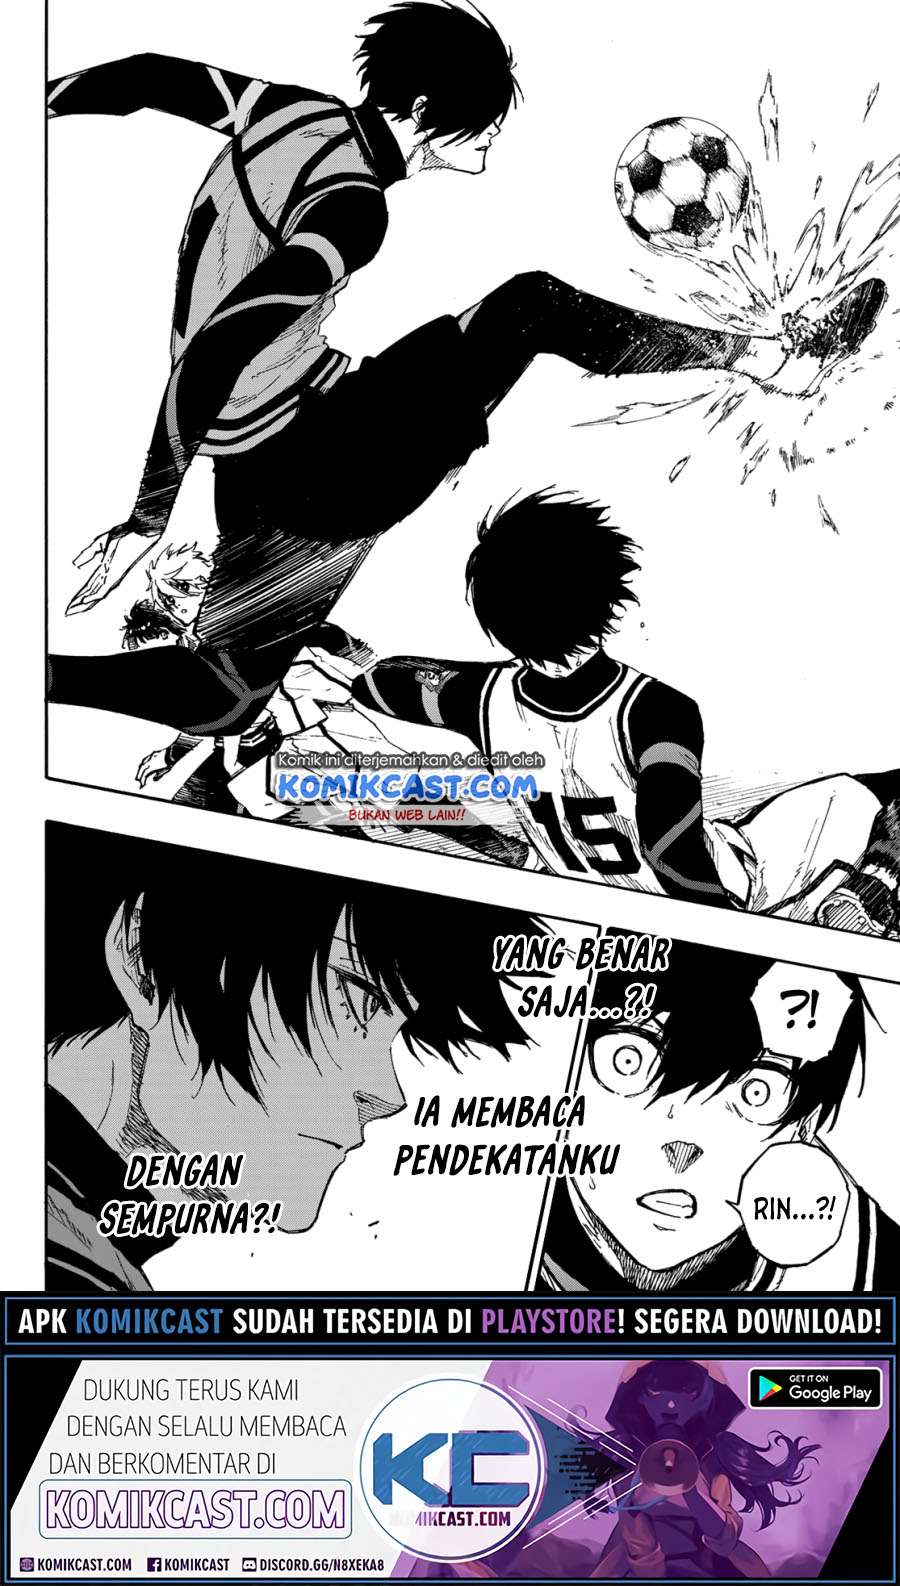 Komik ini diterjemahkan & diedit oleh
KOMIKCAST.COM
BUKAN WEB LAIN!!
15
YANG BENAR
SAJA...?!
?!
IA MEMBACA
PENDEKATANKU
RIN...?!
DENGAN
SEMPURNA?!
APK KOMIKCAST SUDAH TERSEDIA DI PLAYSTORE! SEGERA DOWNLOAD!
DUKUNG TERUS KAMI
DENGAN SELALU MEMBACA
DAN BERKOMENTAR DI
KOMIKCAST.COM
KOMIKCAST.COM
KOMIKCAST
DISCORD.GG/N8XEKA8
KC
KOMIKCAST.COM
GET IT ON
Google Play